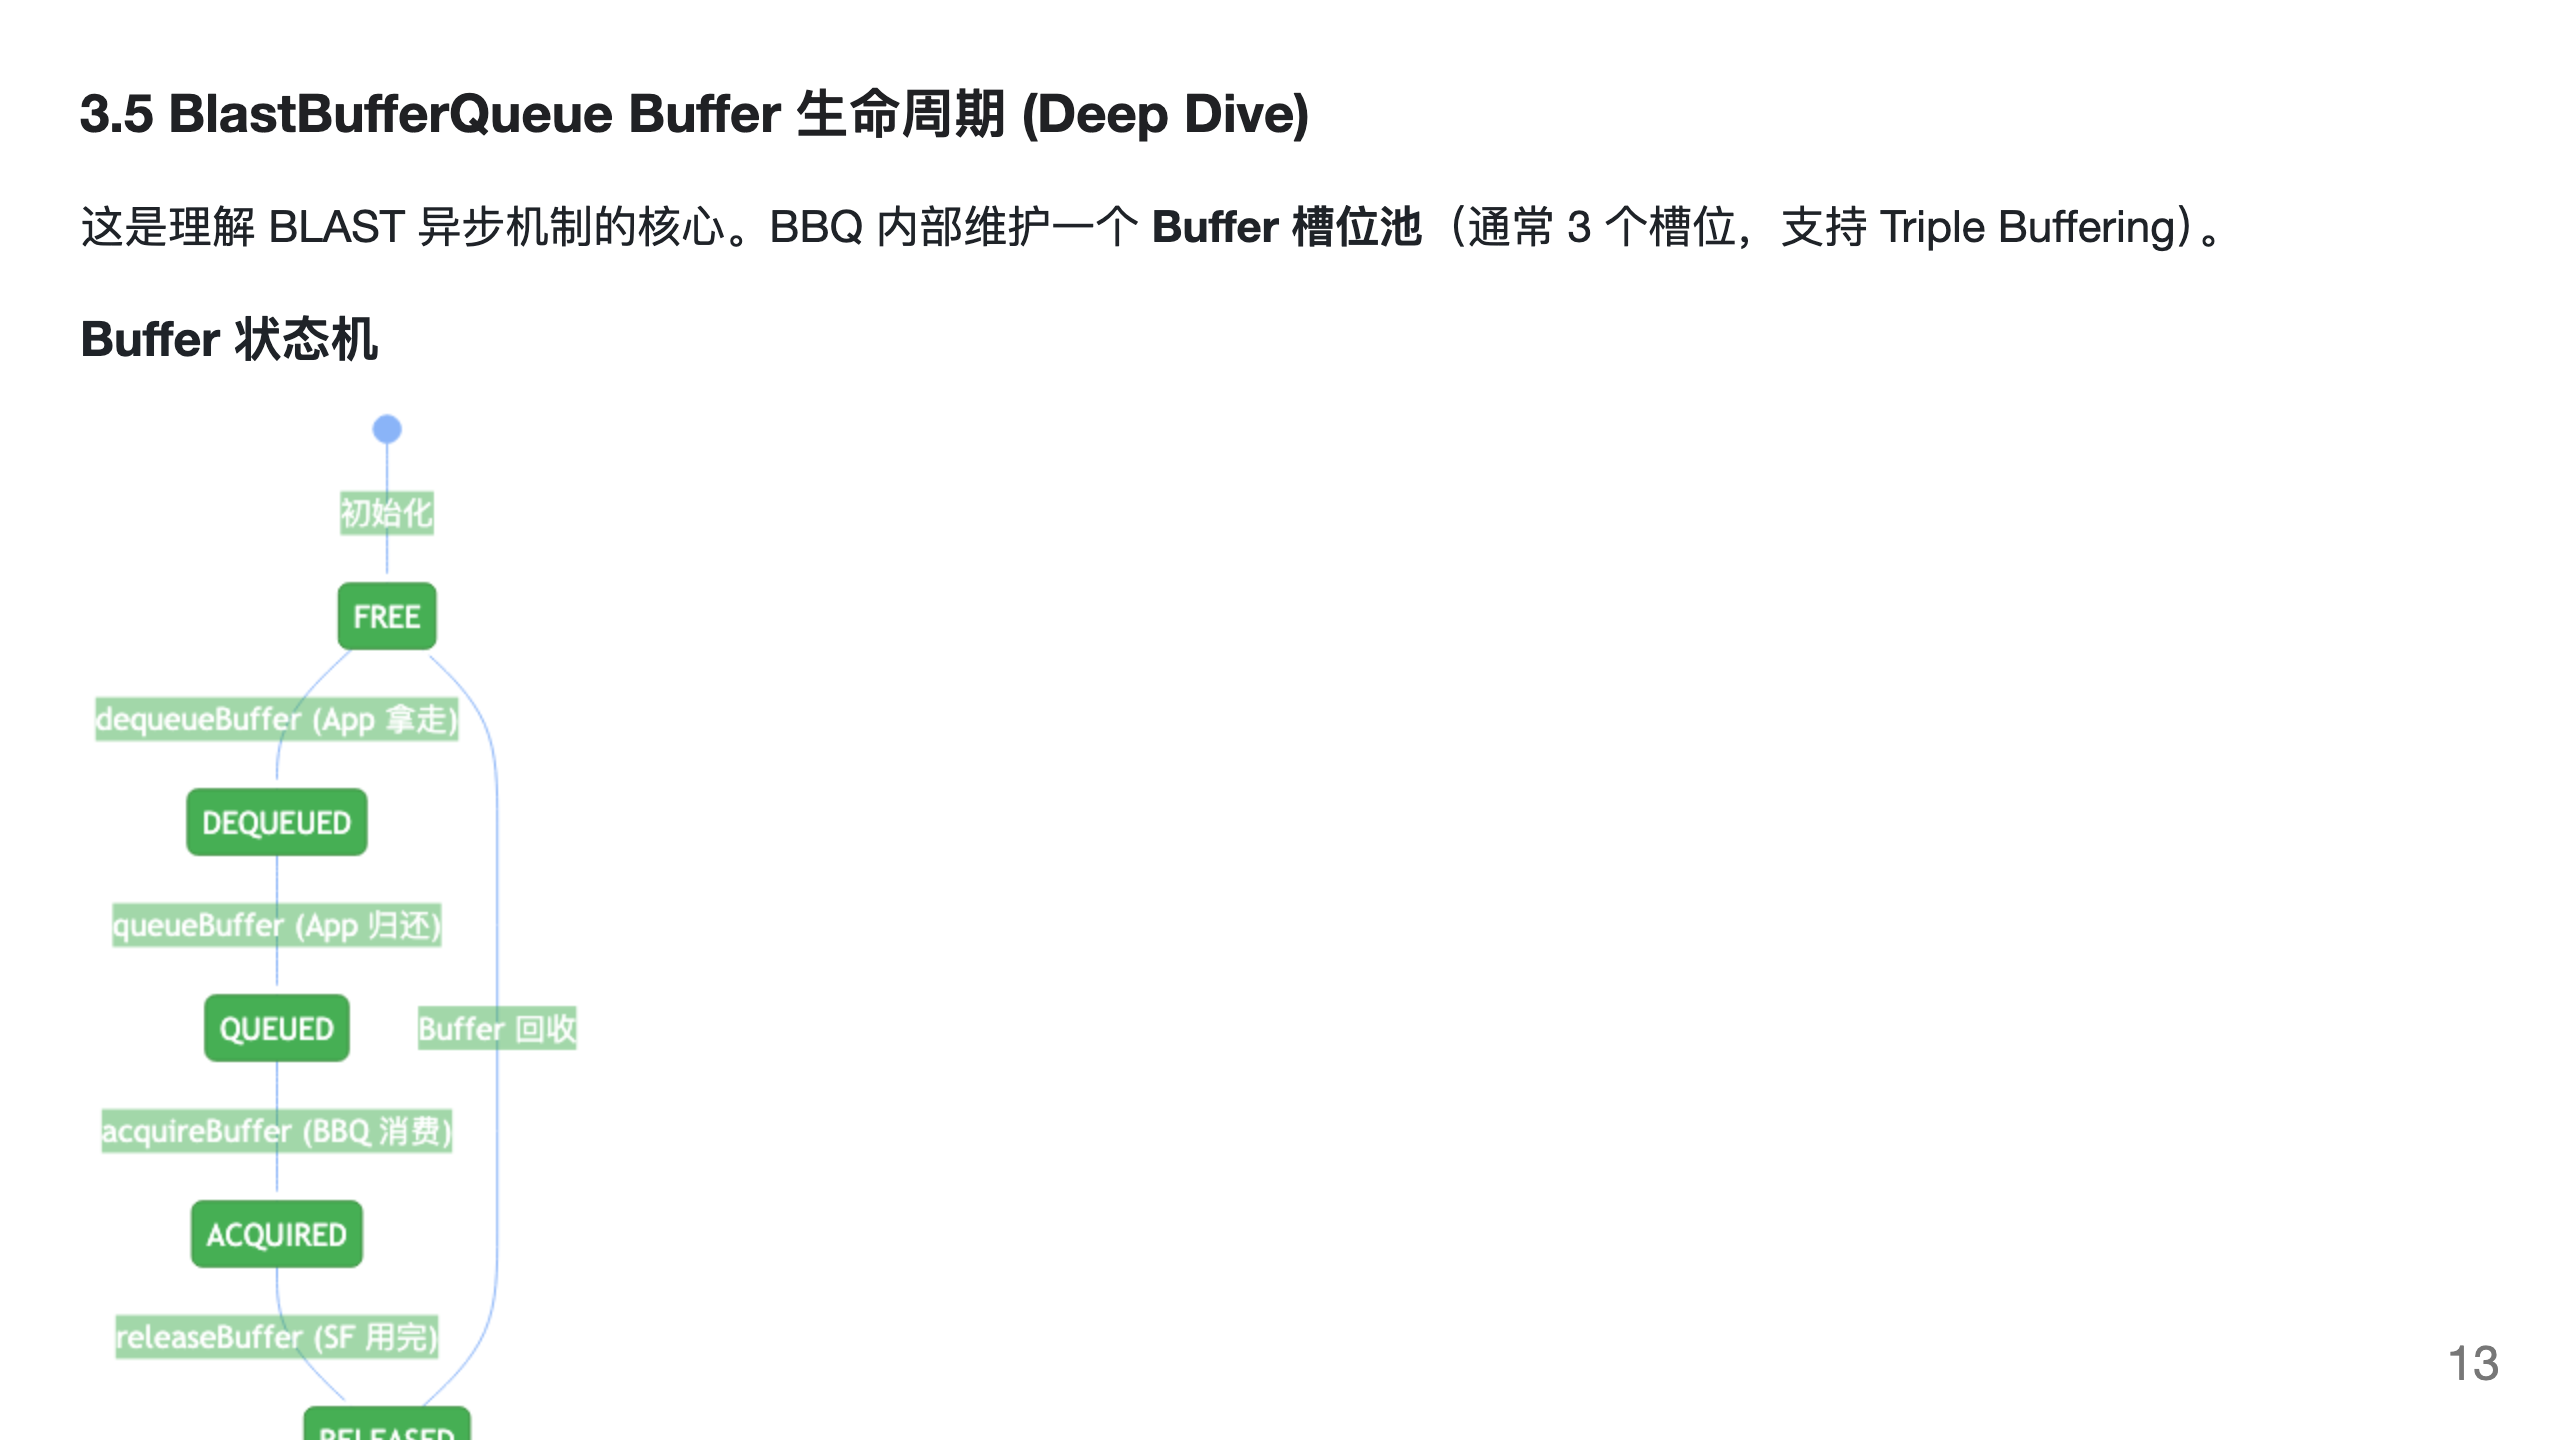 3.5 BlastBufferQueue Buffer 生命周期 (Deep Dive)
这是理解 BLAST 异步机制的核心。BBQ 内部维护一个 Buffer 槽位池（通常 3 个槽位，支持 Triple Buffering）。
Buffer 状态机
初始化
FREE
dequeueBuffer (App 拿走)
DEQUEUED
queueBuffer (App 归还)
QUEUED
Buffer 回收
acquireBuffer (BBQ 消费)
ACQUIRED
releaseBuffer (SF 用完)
RELEASED
13